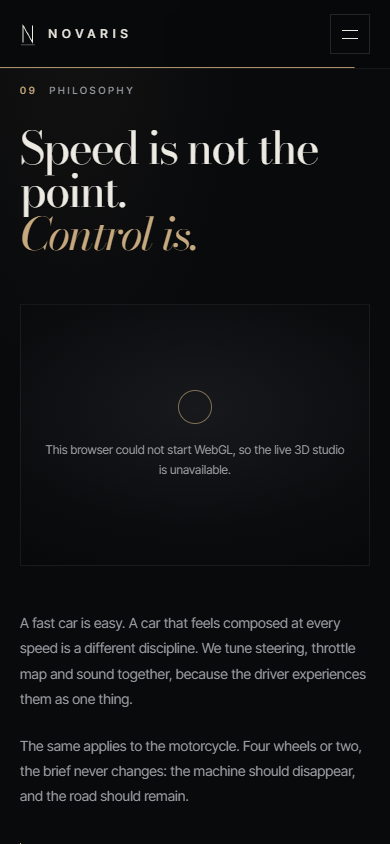 N NOVARIS
09 PHILOSOPHY
Speed is not the
point.
Control is.
This browser could not start WebGL, so the live 3D studio
is unavailable.
A fast car is easy. A car that feels composed at every
speed is a different discipline. We tune steering, throttle
map and sound together, because the driver experiences
them as one thing.
The same applies to the motorcycle. Four wheels or two,
the brief never changes: the machine should disappear,
and the road should remain.